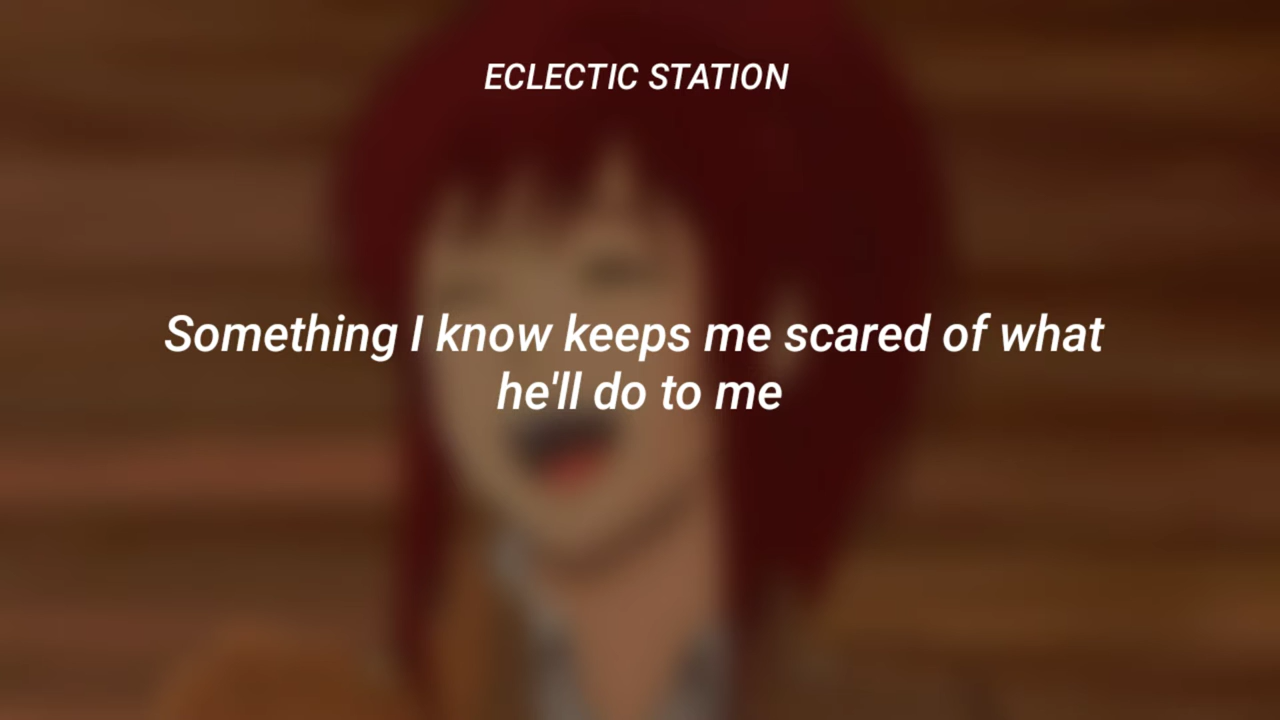 ECLECTIC STATION
Something I know keeps me scared of what
he'll do to me